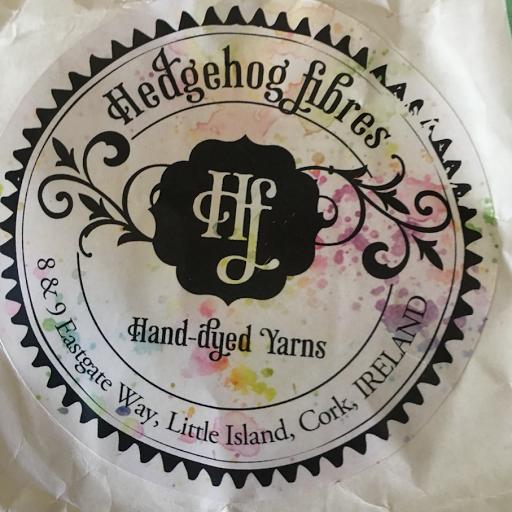 Hedgehog fibres
Hf
Hand-dyed Yarns
8 & 9 Eastgate Way, Little Island, Cork, IRELAND